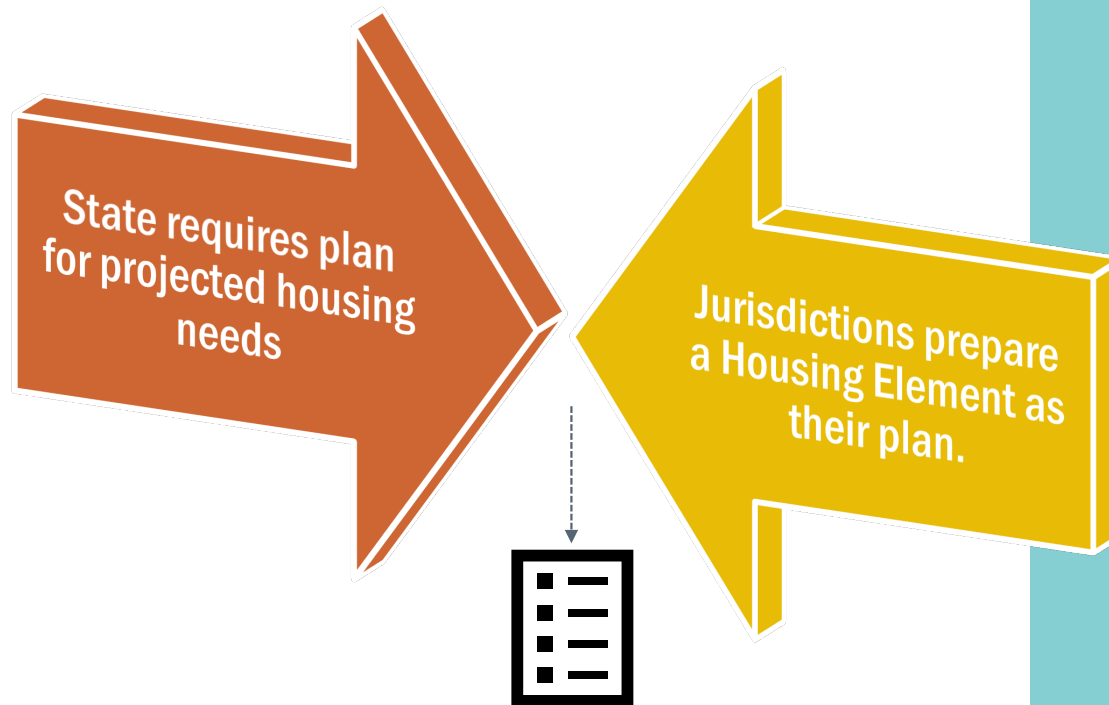 State requires plan
for projected housing
needs
Jurisdictions prepare
a Housing Element as
their plan.